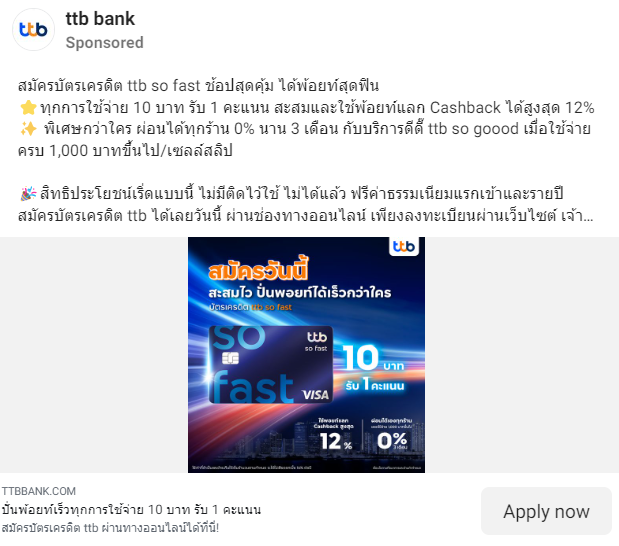 ttb bank
ttb
Sponsored
สมัครบัตรเครดิต ttb so fast ช้อปสุดคุ้ม ได้พ้อยท์สุดฟิน
⭐ทุกการใช้จ่าย 10 บาท รับ 1 คะแนน สะสมและใช้พ้อยท์แลก Cashback ได้สูงสุด 12%
✨ พิเศษกว่าใคร ผ่อนได้ทุกร้าน 0% นาน 3 เดือน กับบริการดีดี๊ ttb so goood เมื่อใช้จ่าย
ครบ 1,000 บาทขึ้นไป/เซลล์สลิป
🎉สิทธิประโยชน์เริ่ดแบบนี้ ไม่มีติดไว้ใช้ ไม่ได้แล้ว ฟรีค่าธรรมเนียมแรกเข้าและรายปี
สมัครบัตรเครดิต ttb ได้เลยวันนี้ ผ่านช่องทางออนไลน์ เพียงลงทะเบียนผ่านเว็บไซต์ เจ้า...
ttb
สมัครวันนี้
สะสมไว ปั่นพอยท์ได้เร็วกว่าใคร
บัตรเครดิต ttb so fast
so
fast
ttb
so fast
VISA
10 บาท
รับ 1 คะแนน
ใช้พอยท์แลก
Cashback สูงสุด
12%
ผ่อนได้เองทุกร้าน
0%
3 เดือน
TTBBANK.COM
ปั่นพ้อยท์เร็วทุกการใช้จ่าย 10 บาท รับ 1 คะแนน
สมัครบัตรเครดิต ttb ผ่านทางออนไลน์ได้ที่นี่!
Apply now